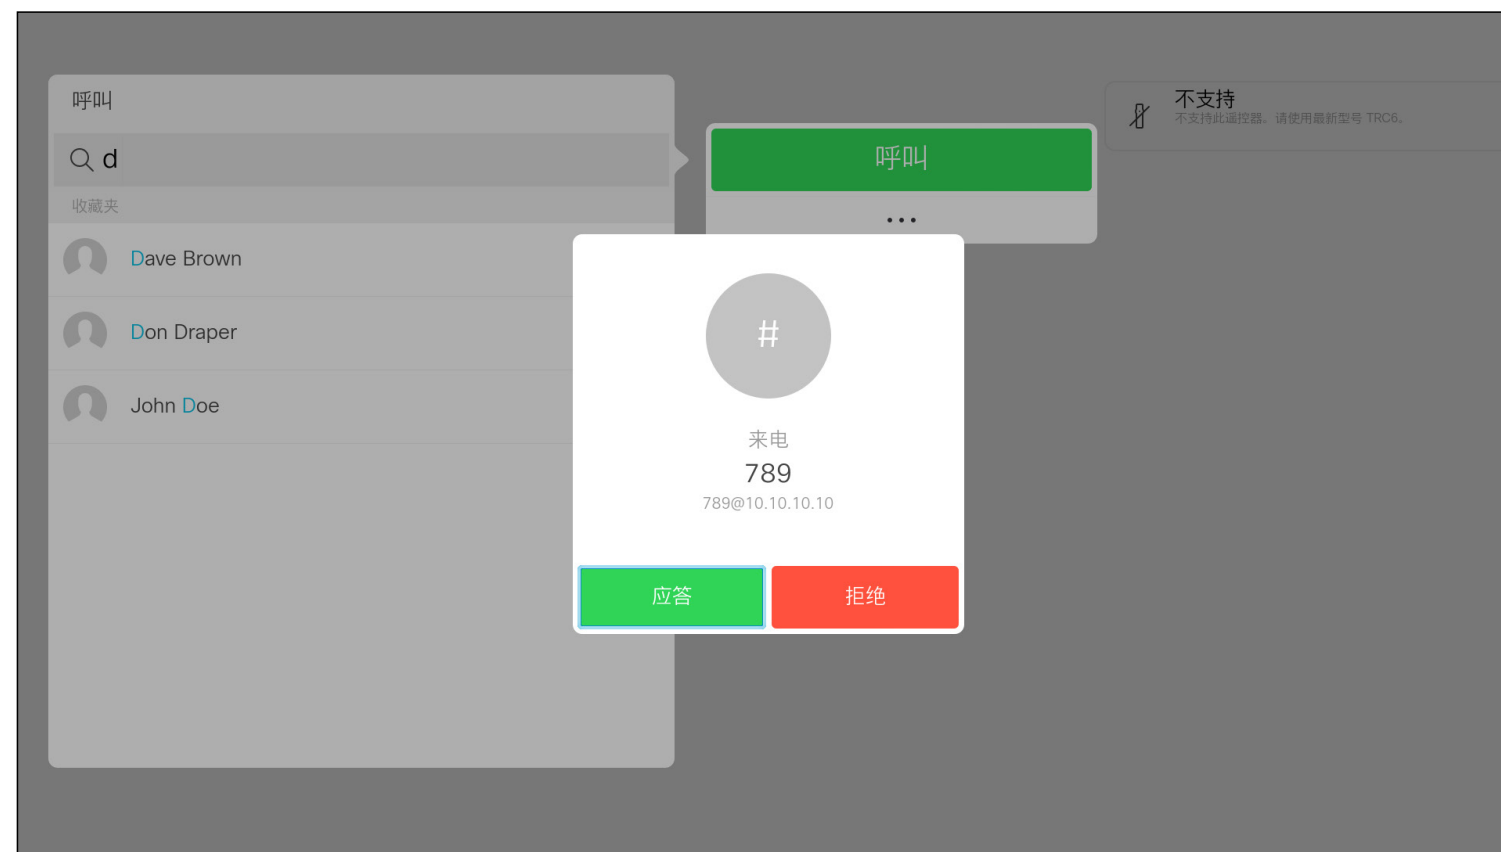 呼叫
d
收藏夹
Dave Brown
Don Draper
John Doe
呼叫
...
不支持
不支持此遥控器。请使用最新型号 TRC6。
#
来电
789
789@10.10.10.10
应答
拒绝